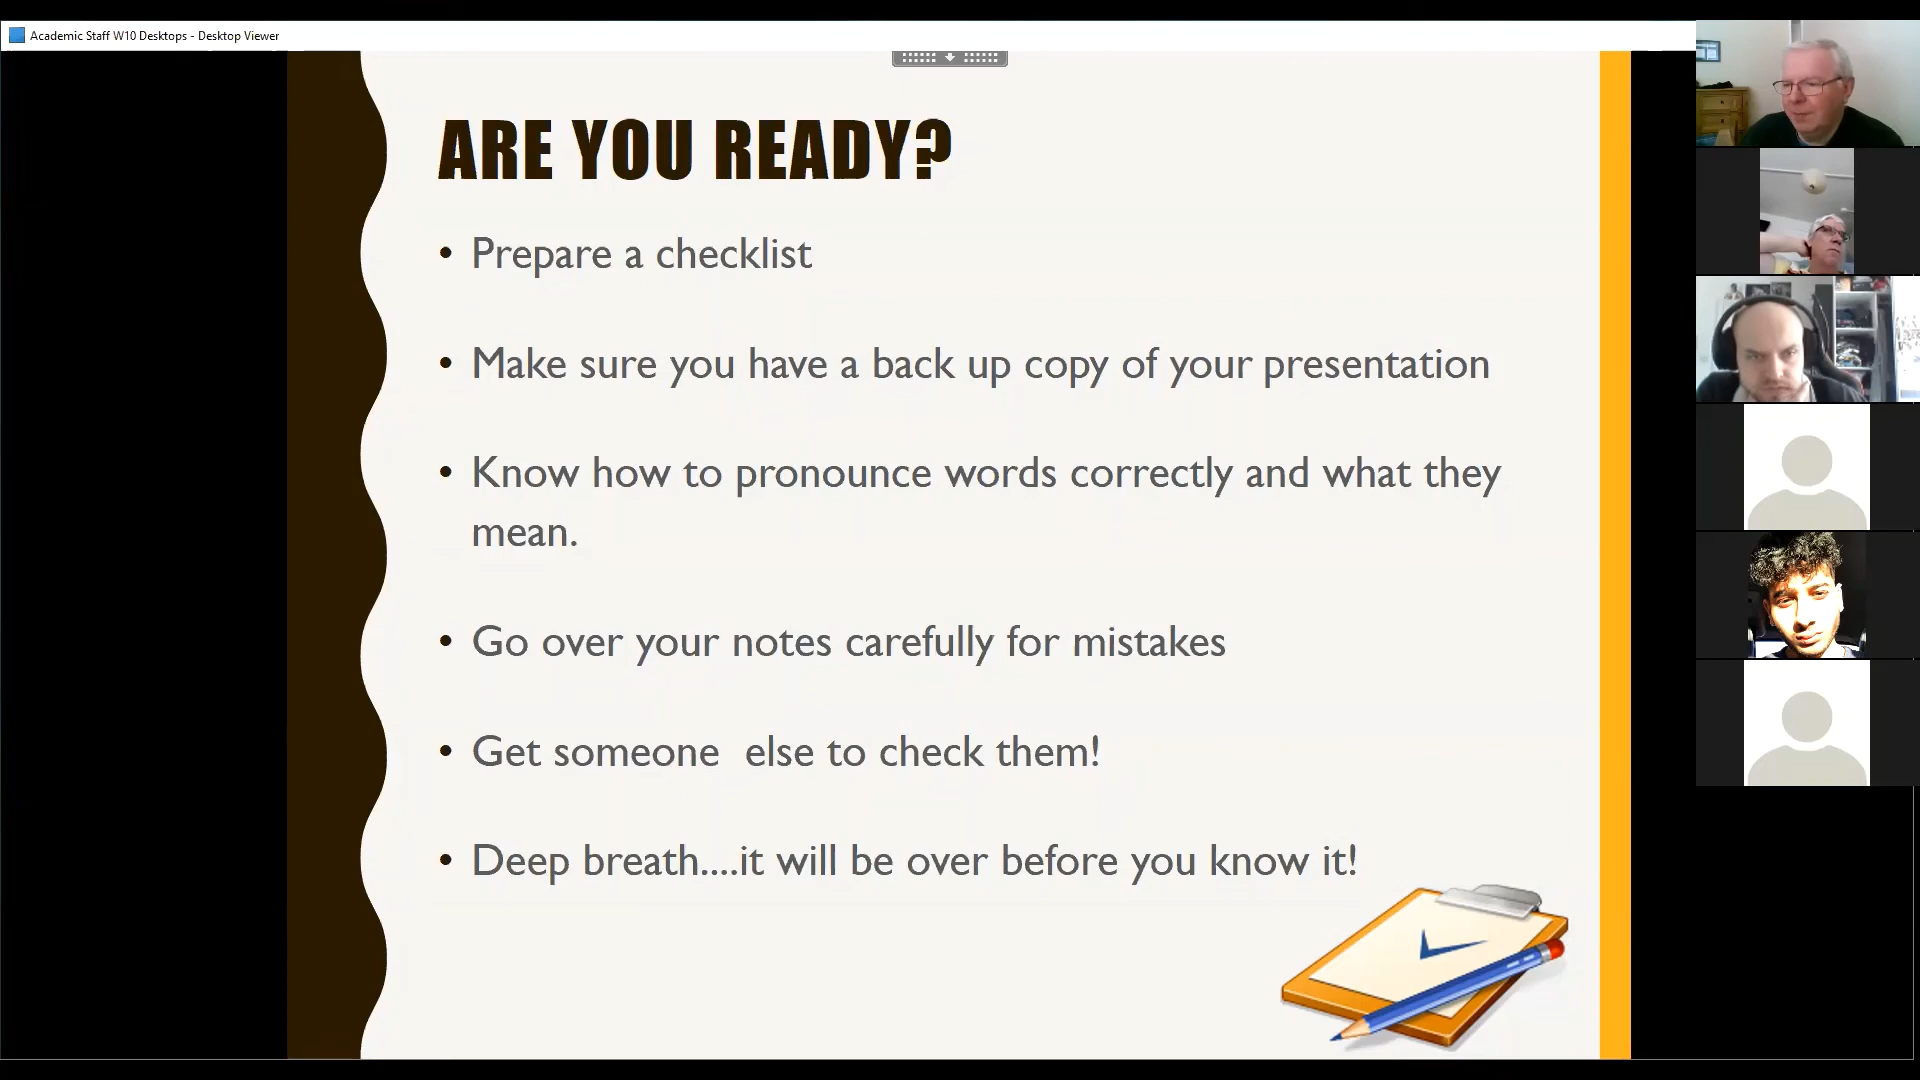 Academic Staff W10 Desktops - Desktop Viewer
ARE YOU READY?
• Prepare a checklist
• Make sure you have a back up copy of your presentation
• Know how to pronounce words correctly and what they
mean.
• Go over your notes carefully for mistakes
• Get someone  else to check them!
• Deep breath....it will be over before you know it!